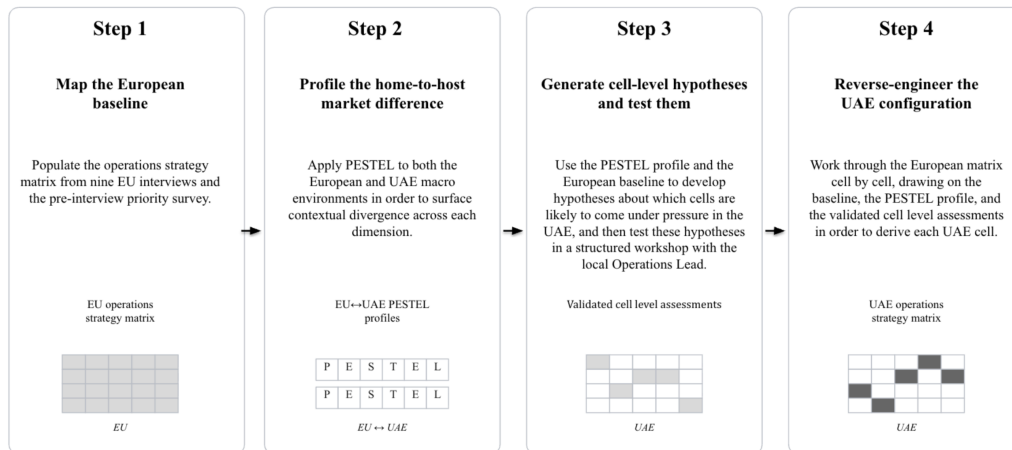 Step 1
Map the European
baseline
Populate the operations strategy
matrix from nine EU interviews and
the pre-interview priority survey.
EU operations
strategy matrix
EU
Step 2
Profile the home-to-host
market difference
Apply PESTEL to both the
European and UAE macro
environments in order to surface
contextual divergence across each
dimension.
EU↔UAE PESTEL
profiles
P E S T E L
P E S T E L
EU ↔ UAE
Step 3
Generate cell-level hypotheses
and test them
Use the PESTEL profile and the
European baseline to develop
hypotheses about which cells are
likely to come under pressure in the
UAE, and then test these hypotheses
in a structured workshop with the
local Operations Lead.
Validated cell level assessments
UAE
Step 4
Reverse-engineer the
UAE configuration
Work through the European matrix
cell by cell, drawing on the
baseline, the PESTEL profile, and
the validated cell level assessments
in order to derive each UAE cell.
UAE operations
strategy matrix
UAE